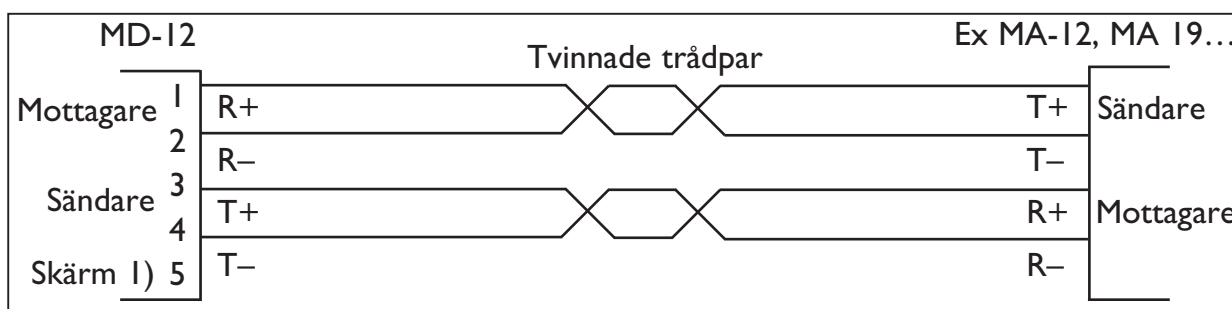 MD-12
Ex MA-12, MA 19…
Tvinnade trådpar
Mottagare 1 R+ T+ Sändare
2 R– T–
Sändare 3 T+ R+ Mottagare
4 T– R–
Skärm 1) 5